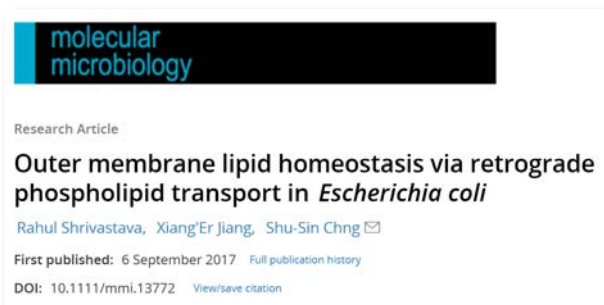 molecular
microbiology
Research Article
Outer membrane lipid homeostasis via retrograde
phospholipid transport in Escherichia coli
Rahul Shrivastava, Xiang'Er Jiang, Shu-Sin Chng
First published: 6 September 2017 Full publication history
DOI: 10.1111/mmi.13772 View/save citation